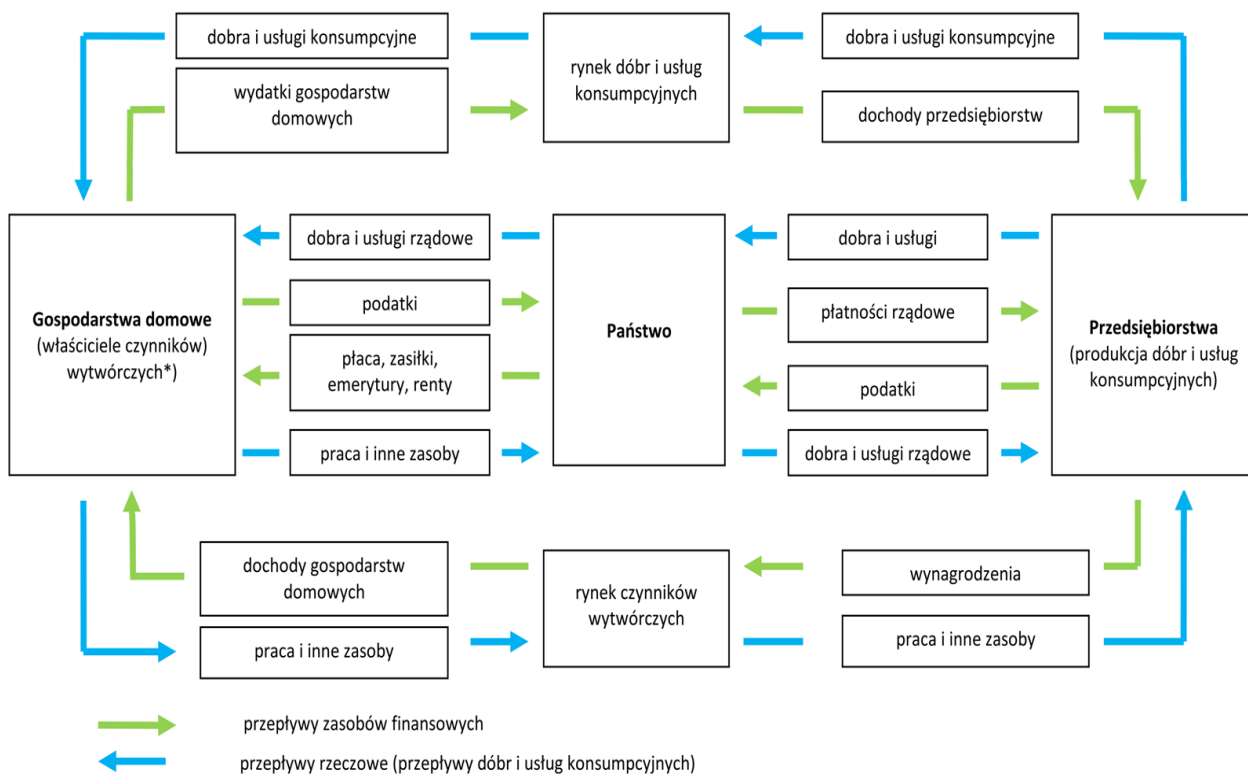 dobra i usługi konsumpcyjne
dobra i usługi konsumpcyjne
rynek dóbr i usług
konsumpcyjnych
wydatki gospodarstw
domowych
dochody przedsiębiorstw
dobra i usługi rządowe
dobra i usługi
podatki
płatności rządowe
Gospodarstwa domowe
(właściciele czynników)
wytwórczych*)
Państwo
Przedsiębiorstwa
(produkcja dóbr i usług
konsumpcyjnych)
płaca, zasiłki,
emerytury, renty
podatki
praca i inne zasoby
dobra i usługi rządowe
dochody gospodarstw
domowych
rynek czynników
wytwórczych
wynagrodzenia
praca i inne zasoby
praca i inne zasoby
przepływy zasobów finansowych
przepływy rzeczowe (przepływy dóbr i usług konsumpcyjnych)